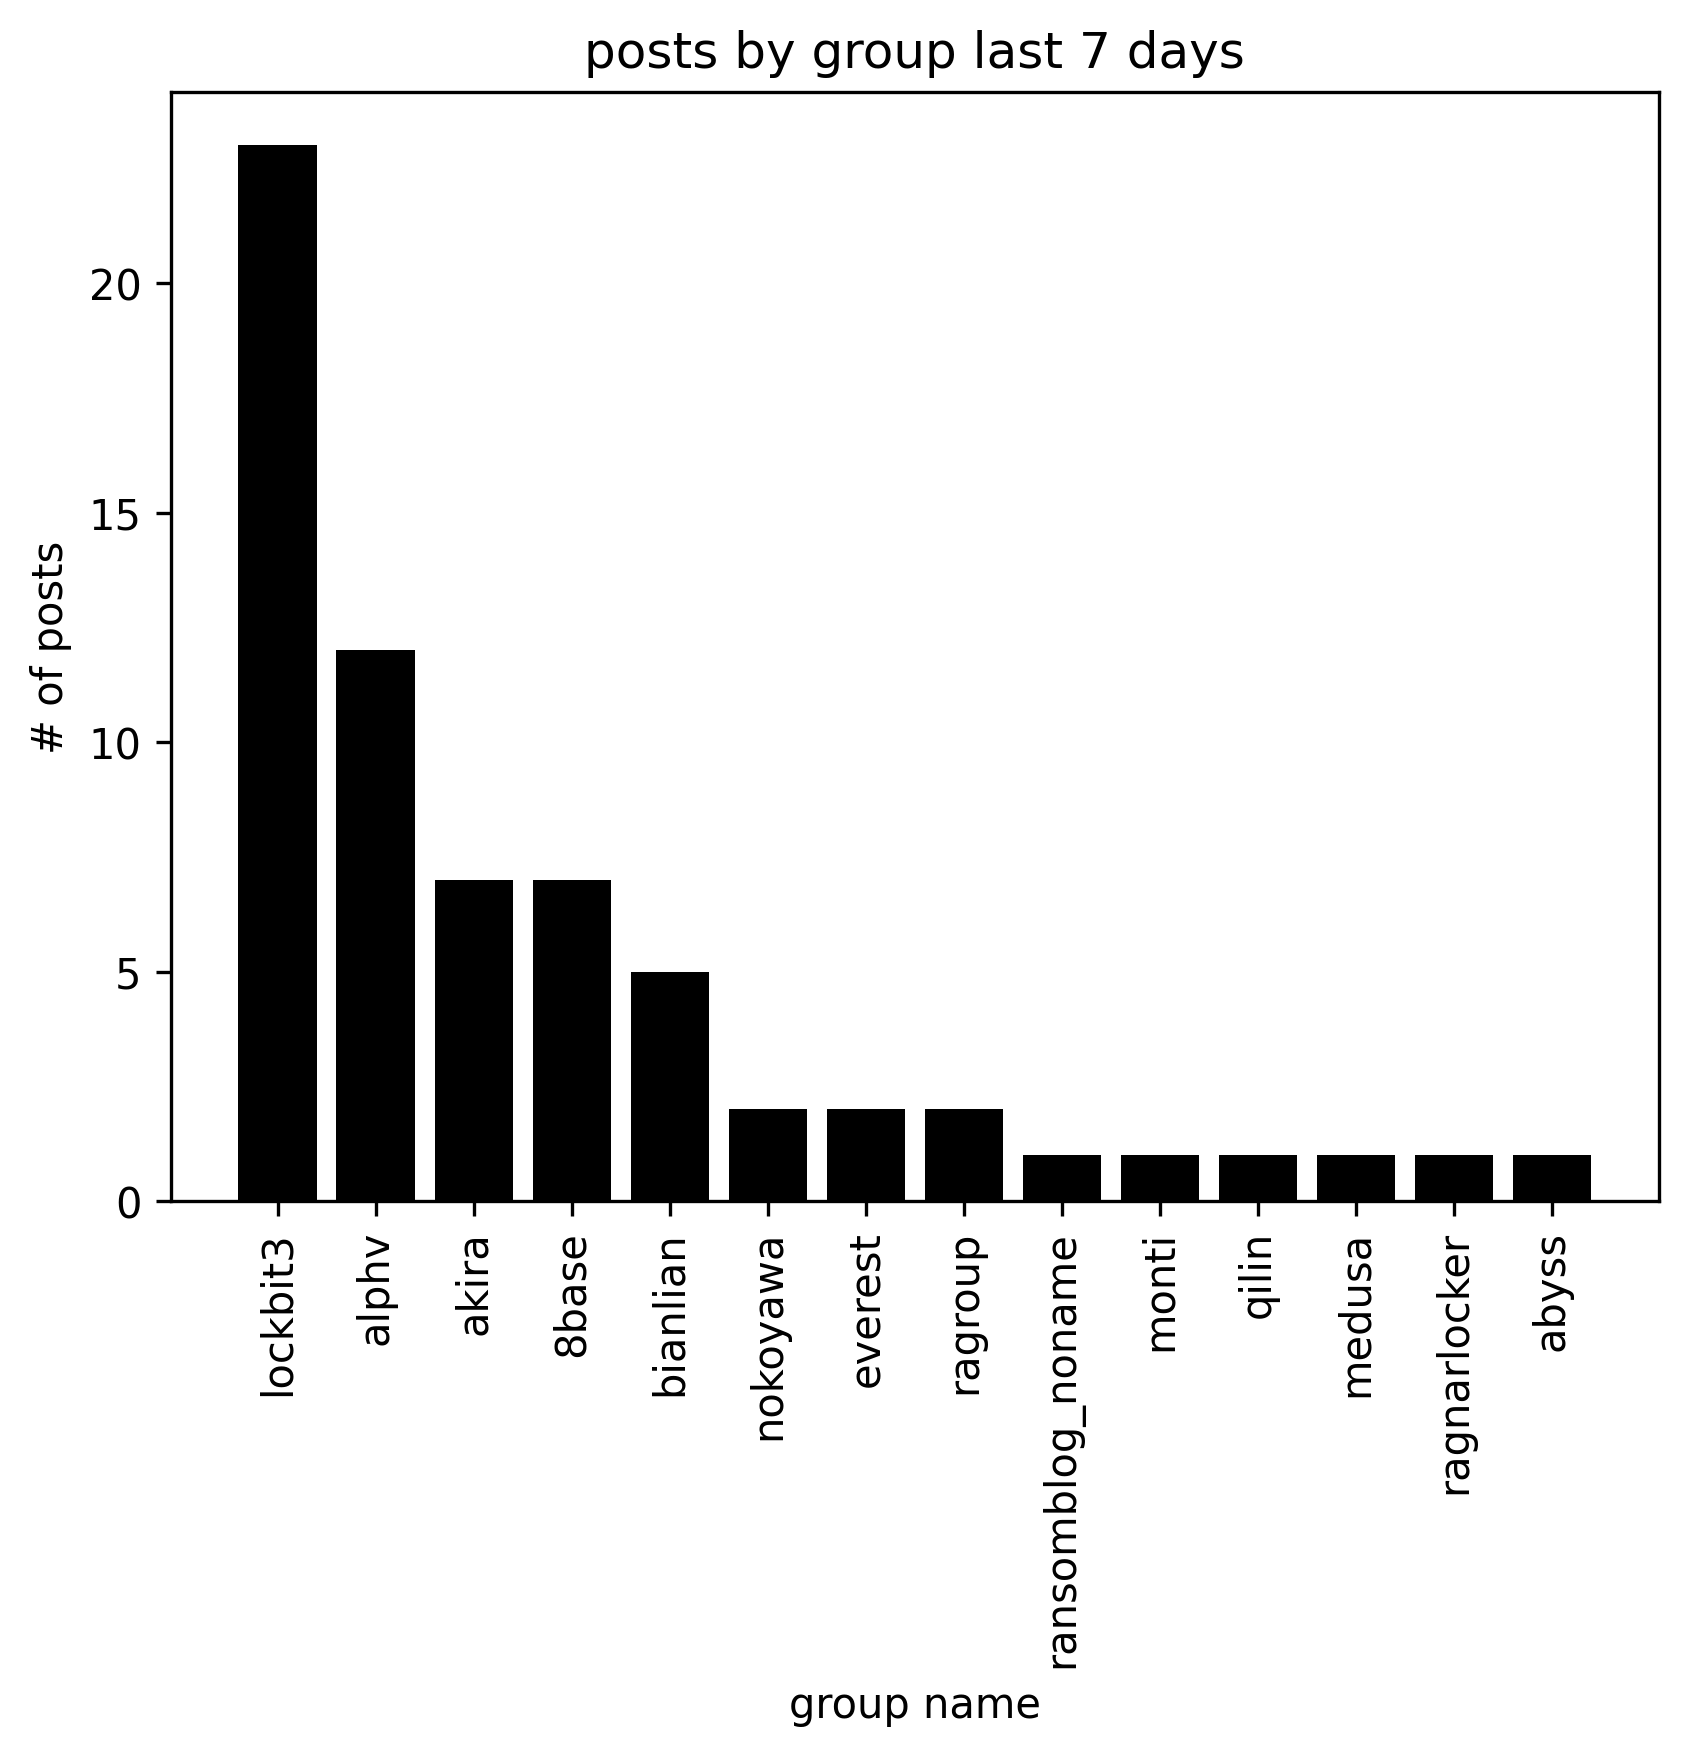 posts by group last 7 days
# of posts
20
15
10
5
0
lockbit3
alphv
akira
8base
bianlian
nokoyawa
everest
ragroup
ransomblog_noname
monti
qilin
medusa
ragnarlocker
abyss
group name